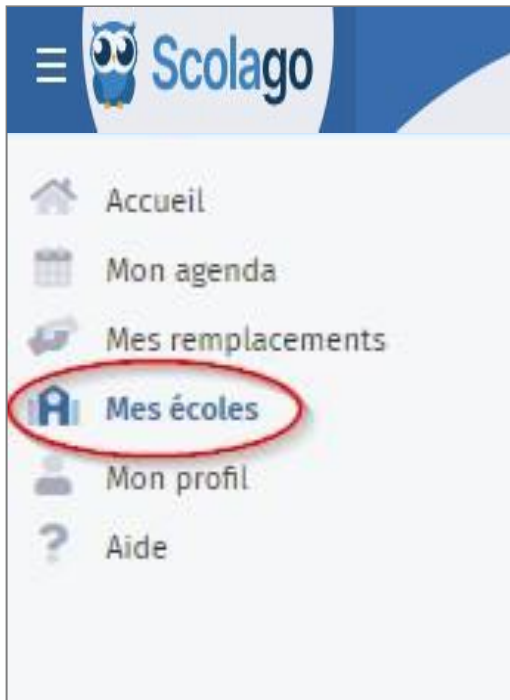 Scolago
Accueil
Mon agenda
Mes remplacements
Mes écoles
Mon profil
Aide